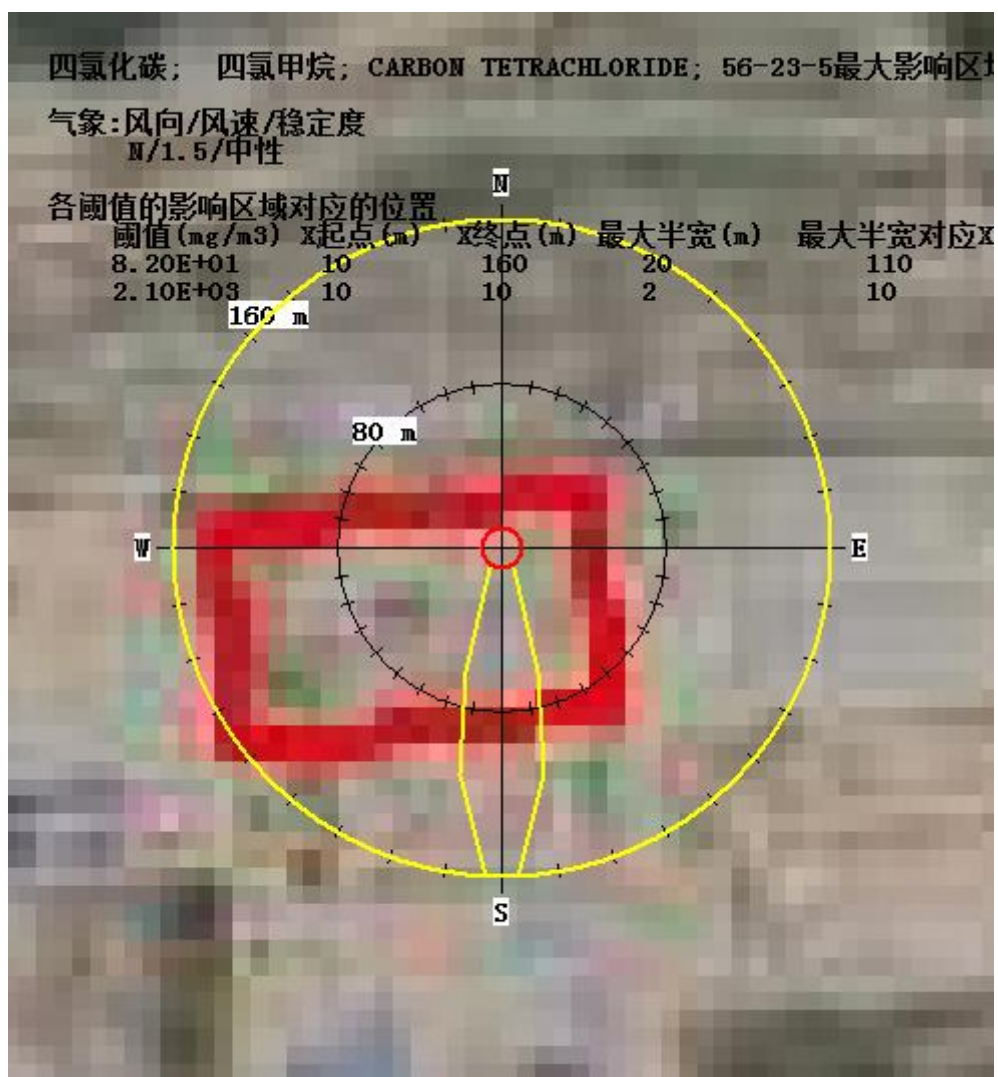 四氯化碳; 四氯甲烷; CARBON TETRACHLORIDE; 56-23-5最大影响区
气象:风向/风速/稳定度
N/1.5/中性
N
各阈值的影响区域对应的位置
阈值(mg/m3) X起点(m) X终点(m) 最大半宽(m) 最大半宽对应X
8.20E+01 10 160 20 110
2.10E+03 10 10 2 10
160 m
80 m
W
E
S